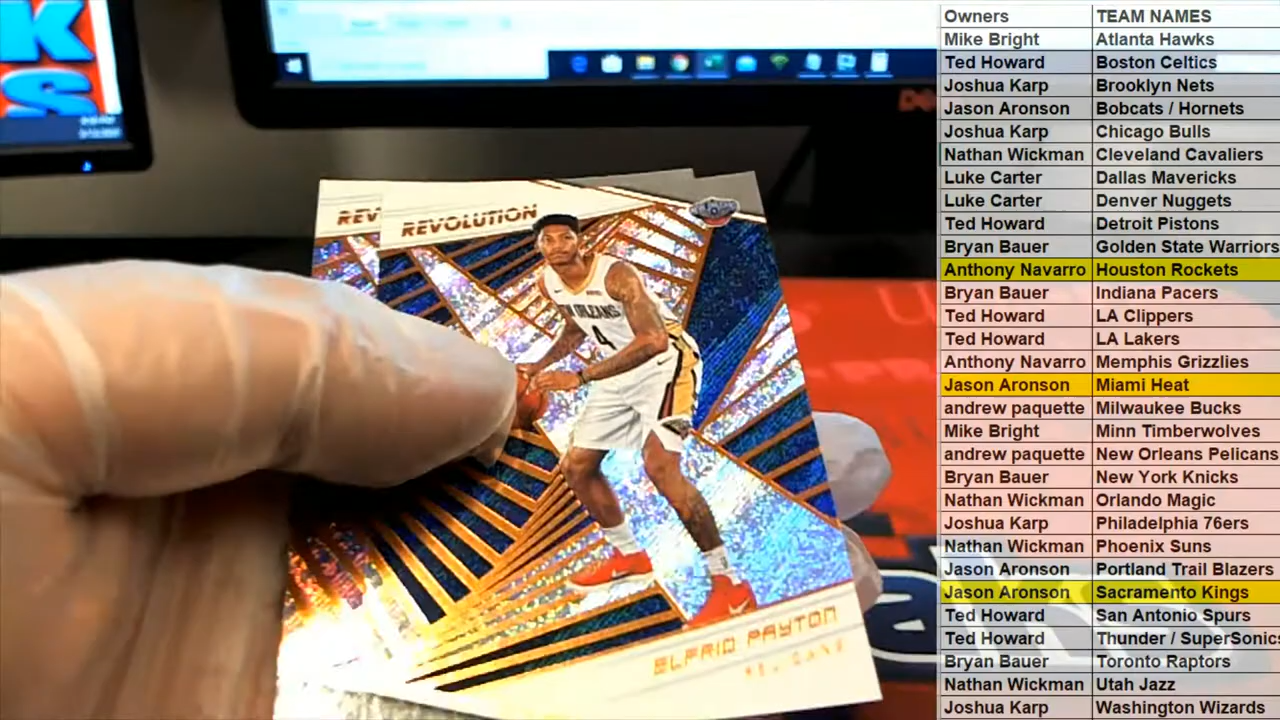 K
S
REV
REVOLUTION
NEW ORLEANS
4
ELFRID PAYTON
Owners TEAM NAMES
Mike Bright Atlanta Hawks
Ted Howard Boston Celtics
Joshua Karp Brooklyn Nets
Jason Aronson Bobcats / Hornets
Joshua Karp Chicago Bulls
Nathan Wickman Cleveland Cavaliers
Luke Carter Dallas Mavericks
Luke Carter Denver Nuggets
Ted Howard Detroit Pistons
Bryan Bauer Golden State Warriors
Anthony Navarro Houston Rockets
Bryan Bauer Indiana Pacers
Ted Howard LA Clippers
Ted Howard LA Lakers
Anthony Navarro Memphis Grizzlies
Jason Aronson Miami Heat
andrew paquette Milwaukee Bucks
Mike Bright Minn Timberwolves
andrew paquette New Orleans Pelicans
Bryan Bauer New York Knicks
Nathan Wickman Orlando Magic
Joshua Karp Philadelphia 76ers
Nathan Wickman Phoenix Suns
Jason Aronson Portland Trail Blazers
Jason Aronson Sacramento Kings
Ted Howard San Antonio Spurs
Ted Howard Thunder / SuperSonics
Bryan Bauer Toronto Raptors
Nathan Wickman Utah Jazz
Joshua Karp Washington Wizards